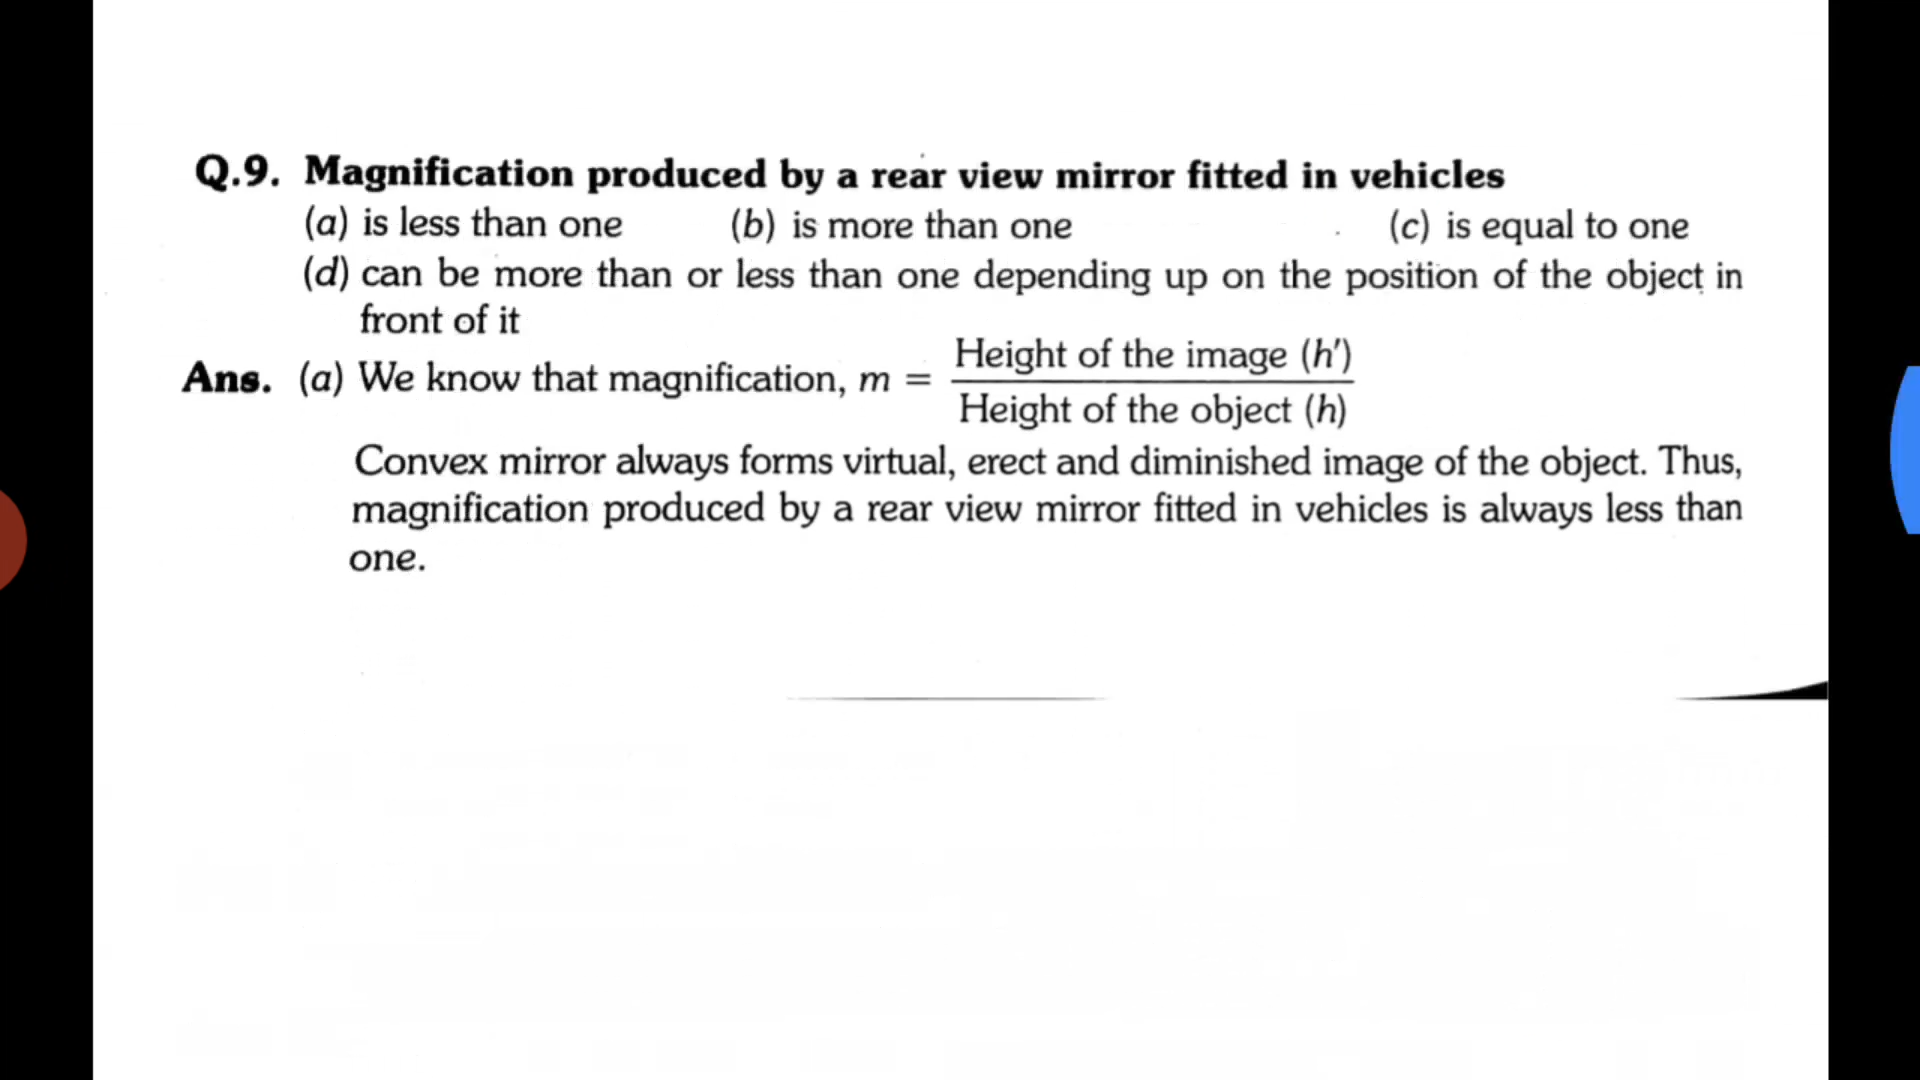 Q.9. Magnification produced by a rear view mirror fitted in vehicles
(a) is less than one (b) is more than one (c) is equal to one
(d) can be more than or less than one depending up on the position of the object in
front of it
Ans. (a) We know that magnification, m = Height of the image (h′)
Height of the object (h)
Convex mirror always forms virtual, erect and diminished image of the object. Thus,
magnification produced by a rear view mirror fitted in vehicles is always less than
one.